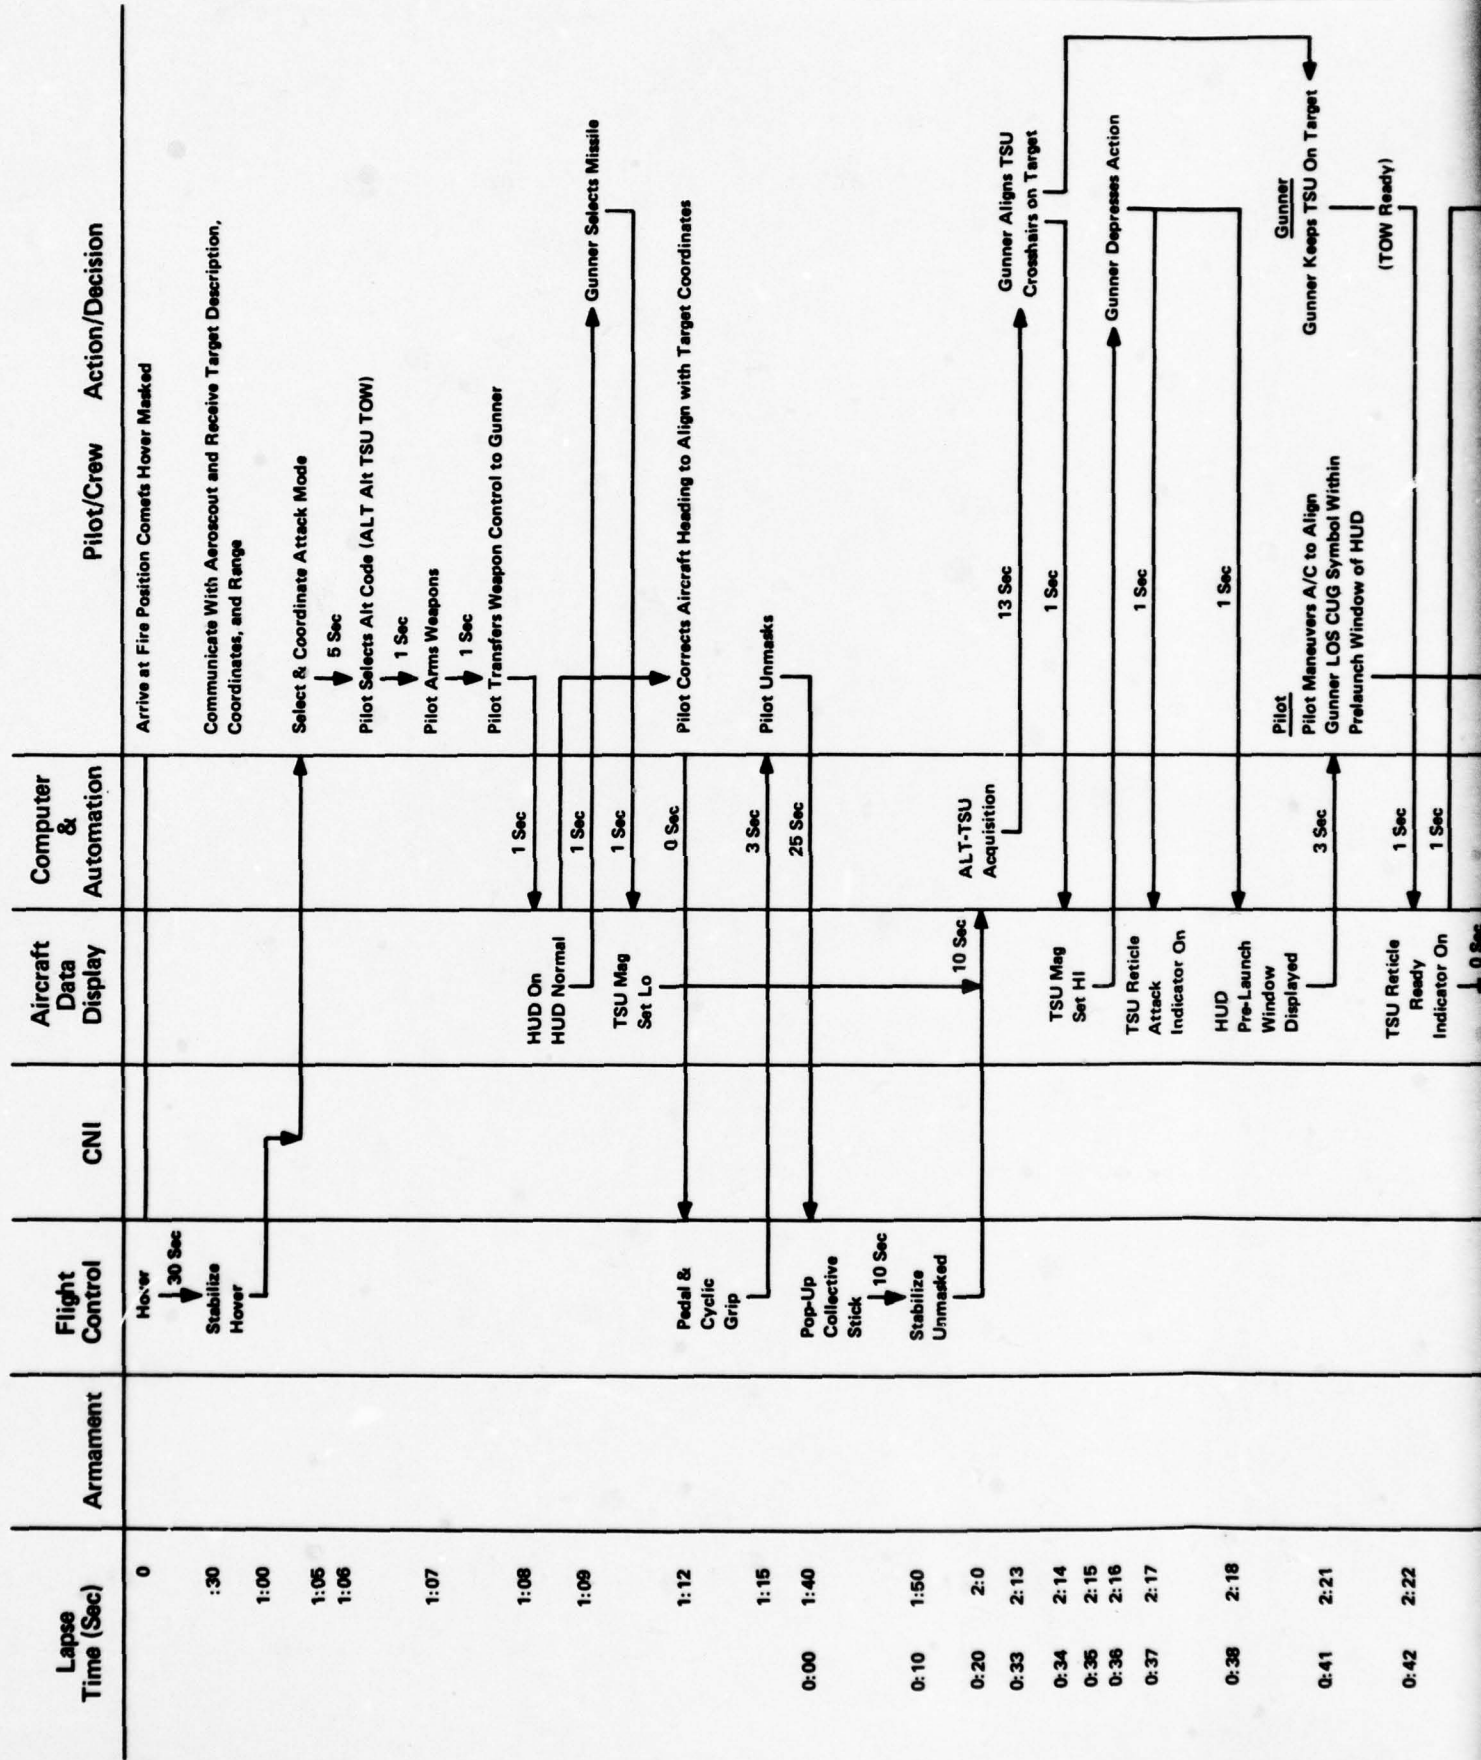 Lapse
Time (Sec)
Armament
Flight
Control
CNI
Aircraft
Data
Display
Computer
&
Automation
Pilot/Crew Action/Decision
0
Hover
Arrive at Fire Position Comets Hover Masked
30 Sec
:30
Stabilize
Hover
Communicate With Aeroscout and Receive Target Description,
Coordinates, and Range
1:00
1:05
Select & Coordinate Attack Mode
5 Sec
1:06
Pilot Selects Alt Code (ALT Alt TSU TOW)
1 Sec
1:07
Pilot Arms Weapons
1 Sec
1:08
Pilot Transfers Weapon Control to Gunner
1 Sec
HUD On
HUD Normal
1:09
1 Sec
Gunner Selects Missile
1 Sec
TSU Mag
Set Lo
1:12
Pedal &
Cyclic
Grip
0 Sec
Pilot Corrects Aircraft Heading to Align with Target Coordinates
1:15
3 Sec
Pilot Unmasks
0:00
1:40
Pop-Up
Collective
Stick
25 Sec
10 Sec
0:10
1:50
Stabilize
Unmasked
0:20
2:0
10 Sec
ALT-TSU
Acquisition
0:33
2:13
13 Sec
Gunner Aligns TSU
Crosshairs on Target
0:34
2:14
1 Sec
TSU Mag
Set HI
0:35
2:15
0:36
2:16
Gunner Depresses Action
0:37
2:17
TSU Reticle
Attack
Indicator On
1 Sec
0:38
2:18
HUD
Pre-Launch
Window
Displayed
1 Sec
0:41
2:21
3 Sec
Pilot
Pilot Maneuvers A/C to Align
Gunner LOS CUG Symbol Within
Prelaunch Window of HUD
Gunner
Gunner Keeps TSU On Target
(TOW Ready)
0:42
2:22
TSU Reticle
Ready
Indicator On
1 Sec
1 Sec
0 Sec